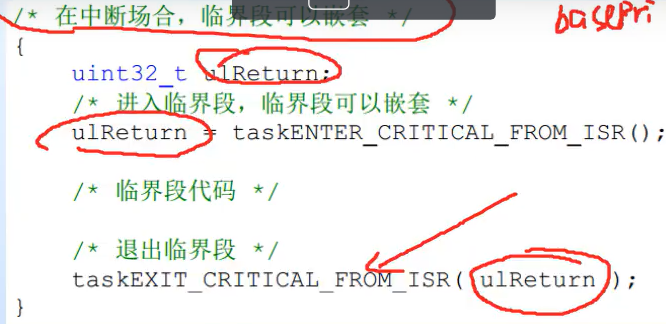 /* 在中断场合，临界段可以嵌套 */
basepri
{
uint32_t ulReturn;
/* 进入临界段，临界段可以嵌套 */
ulReturn = taskENTER_CRITICAL_FROM_ISR();
/* 临界段代码 */
/* 退出临界段 */
taskEXIT_CRITICAL_FROM_ISR( ulReturn );
}